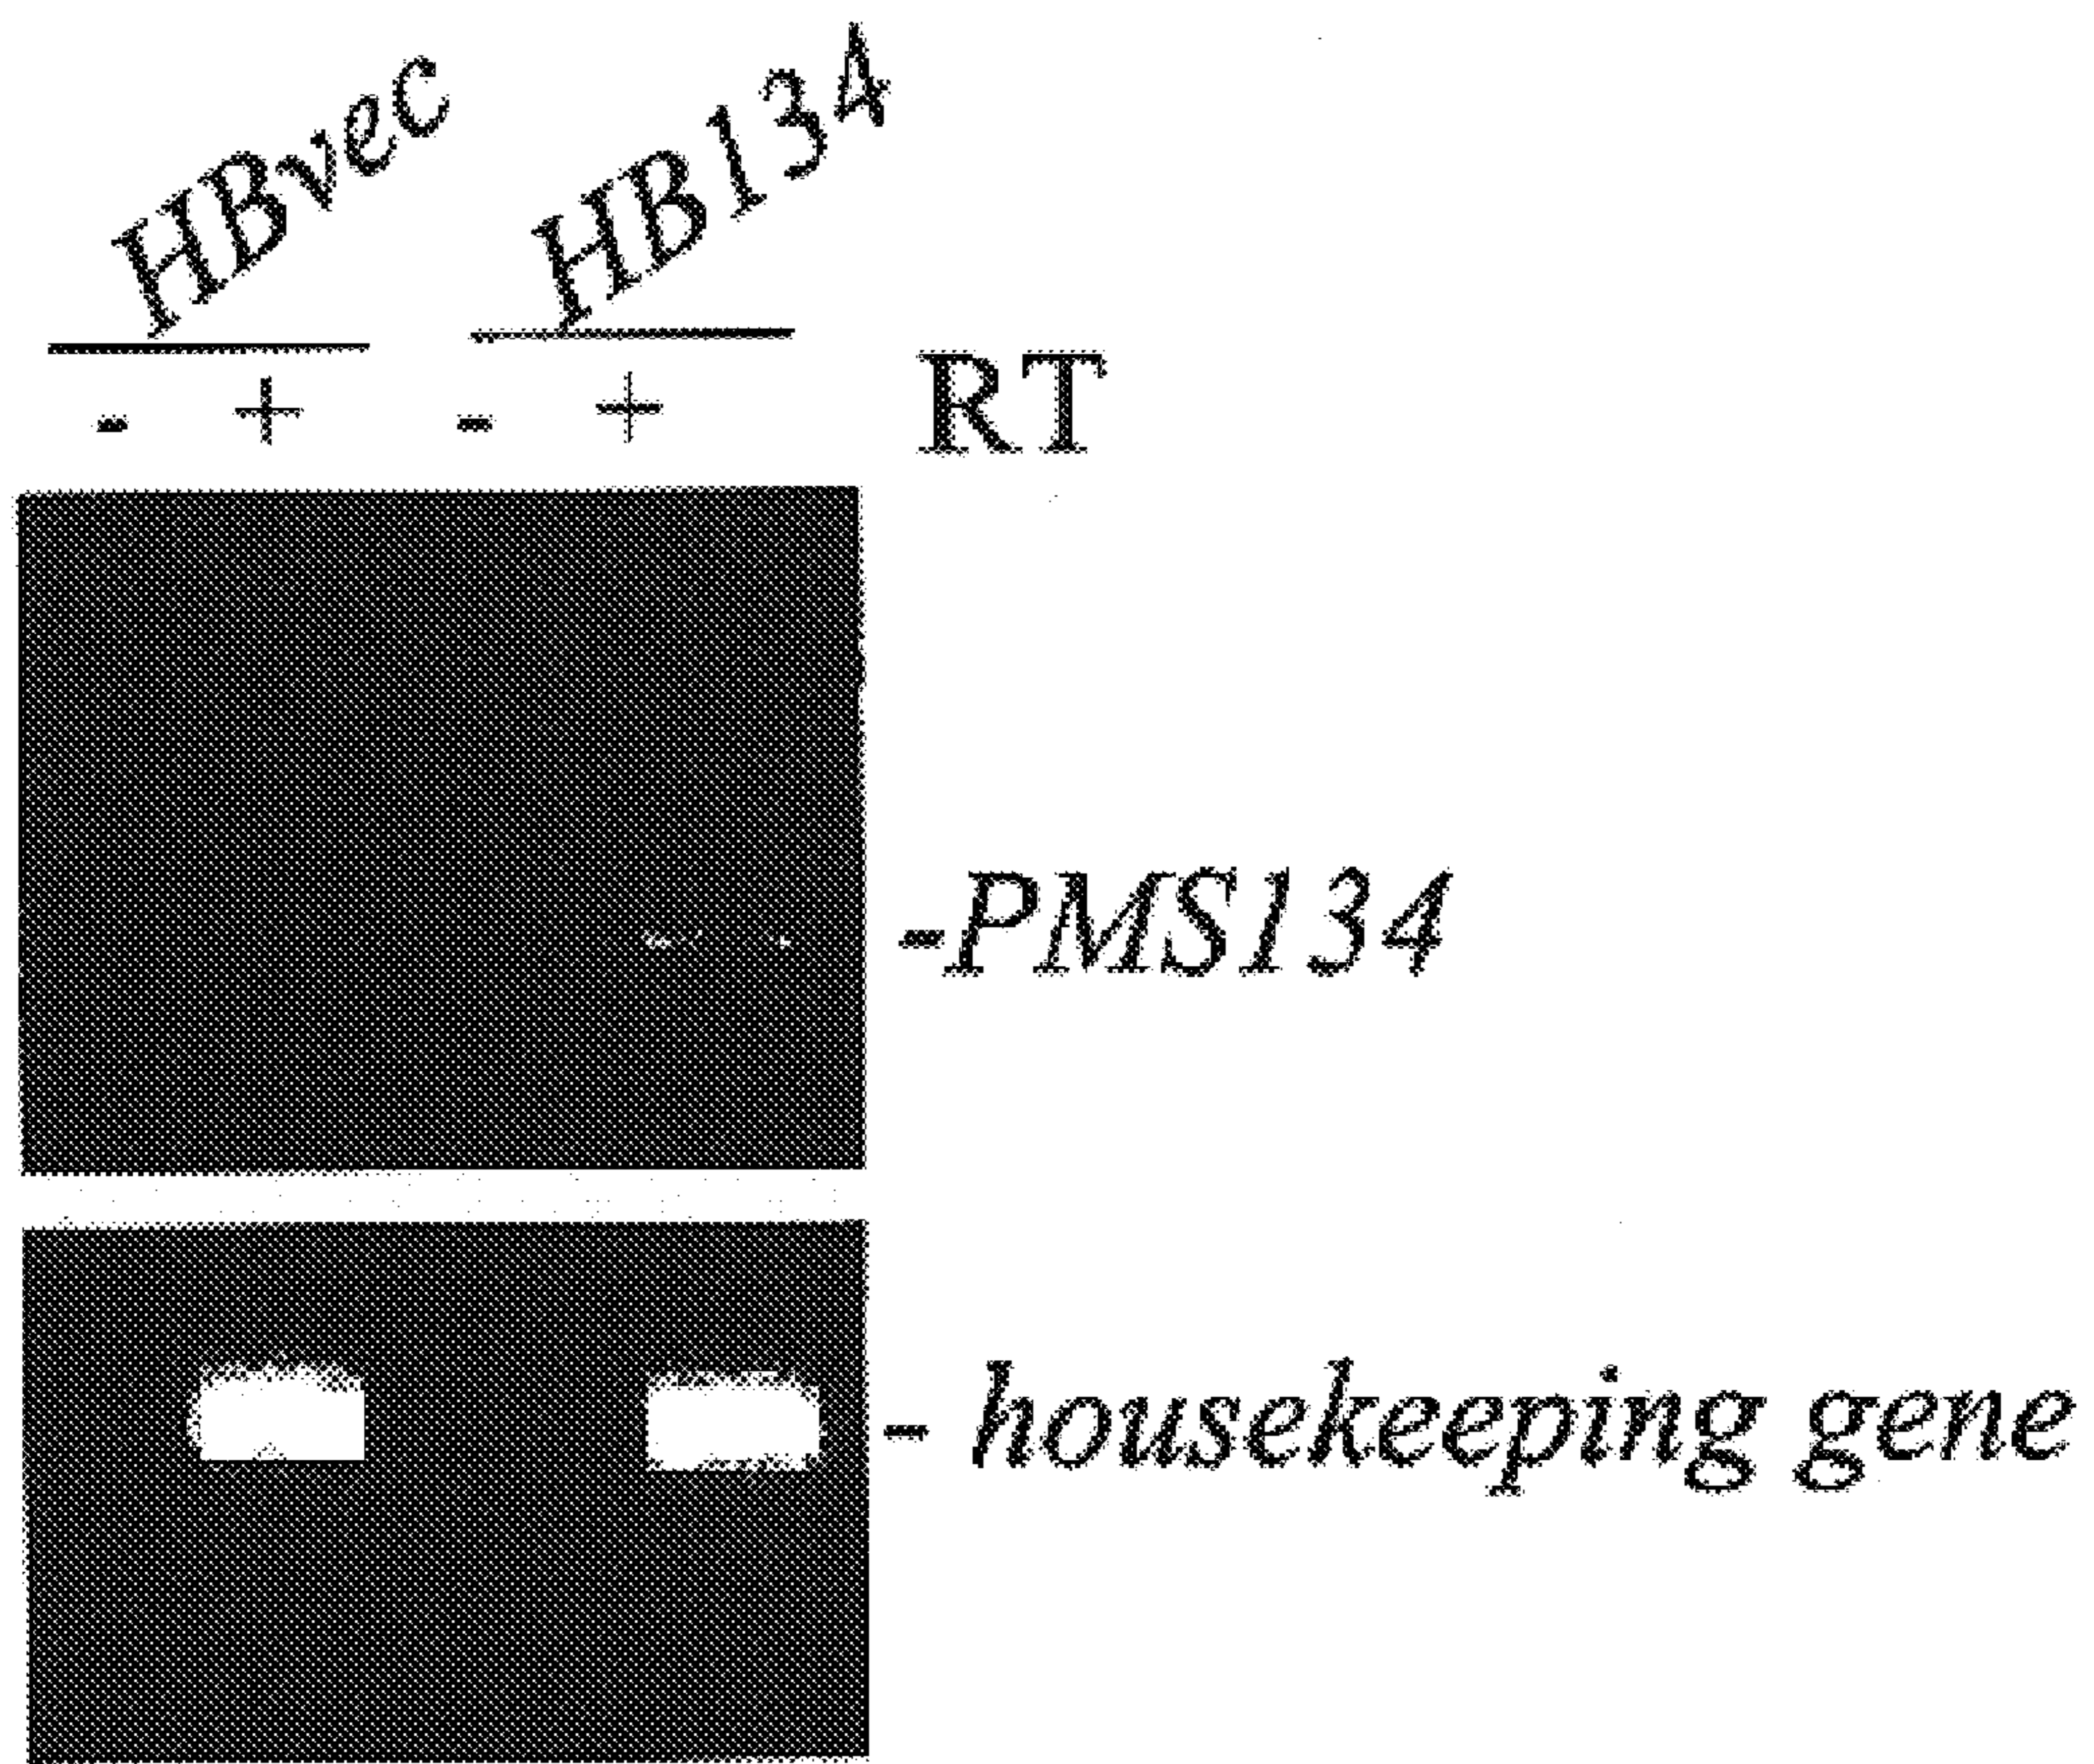 HBvec HB134
- + - + RT
-PMS134
- housekeeping gene